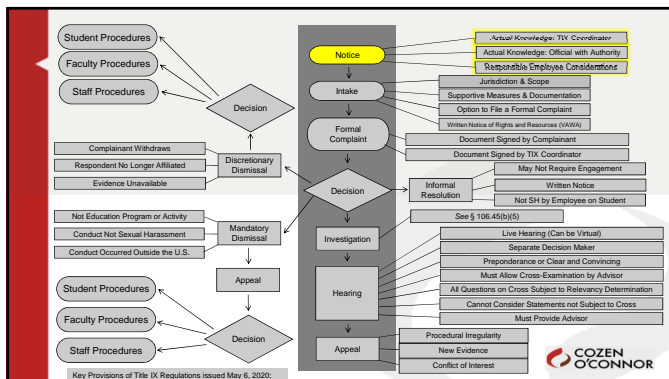 Student Procedures
Faculty Procedures
Staff Procedures
Decision
Complainant Withdraws
Respondent No Longer Affiliated
Evidence Unavailable
Discretionary
Dismissal
Not Education Program or Activity
Conduct Not Sexual Harassment
Conduct Occurred Outside the U.S.
Mandatory
Dismissal
Appeal
Student Procedures
Faculty Procedures
Staff Procedures
Decision
Key Provisions of Title IX Regulations issued May 6, 2020;
Notice
Actual Knowledge: TIX Coordinator
Actual Knowledge: Official with Authority
Responsible Employee Considerations
Intake
Jurisdiction & Scope
Supportive Measures & Documentation
Option to File a Formal Complaint
Written Notice of Rights and Resources (VAWA)
Formal
Complaint
Document Signed by Complainant
Document Signed by TIX Coordinator
Decision
Informal
Resolution
May Not Require Engagement
Written Notice
Not SH by Employee on Student
Investigation
See § 106.45(b)(5)
Hearing
Live Hearing (Can be Virtual)
Separate Decision Maker
Preponderance or Clear and Convincing
Must Allow Cross-Examination by Advisor
All Questions on Cross Subject to Relevancy Determination
Cannot Consider Statements not Subject to Cross
Must Provide Advisor
Appeal
Procedural Irregularity
New Evidence
Conflict of Interest
COZEN
O'CONNOR